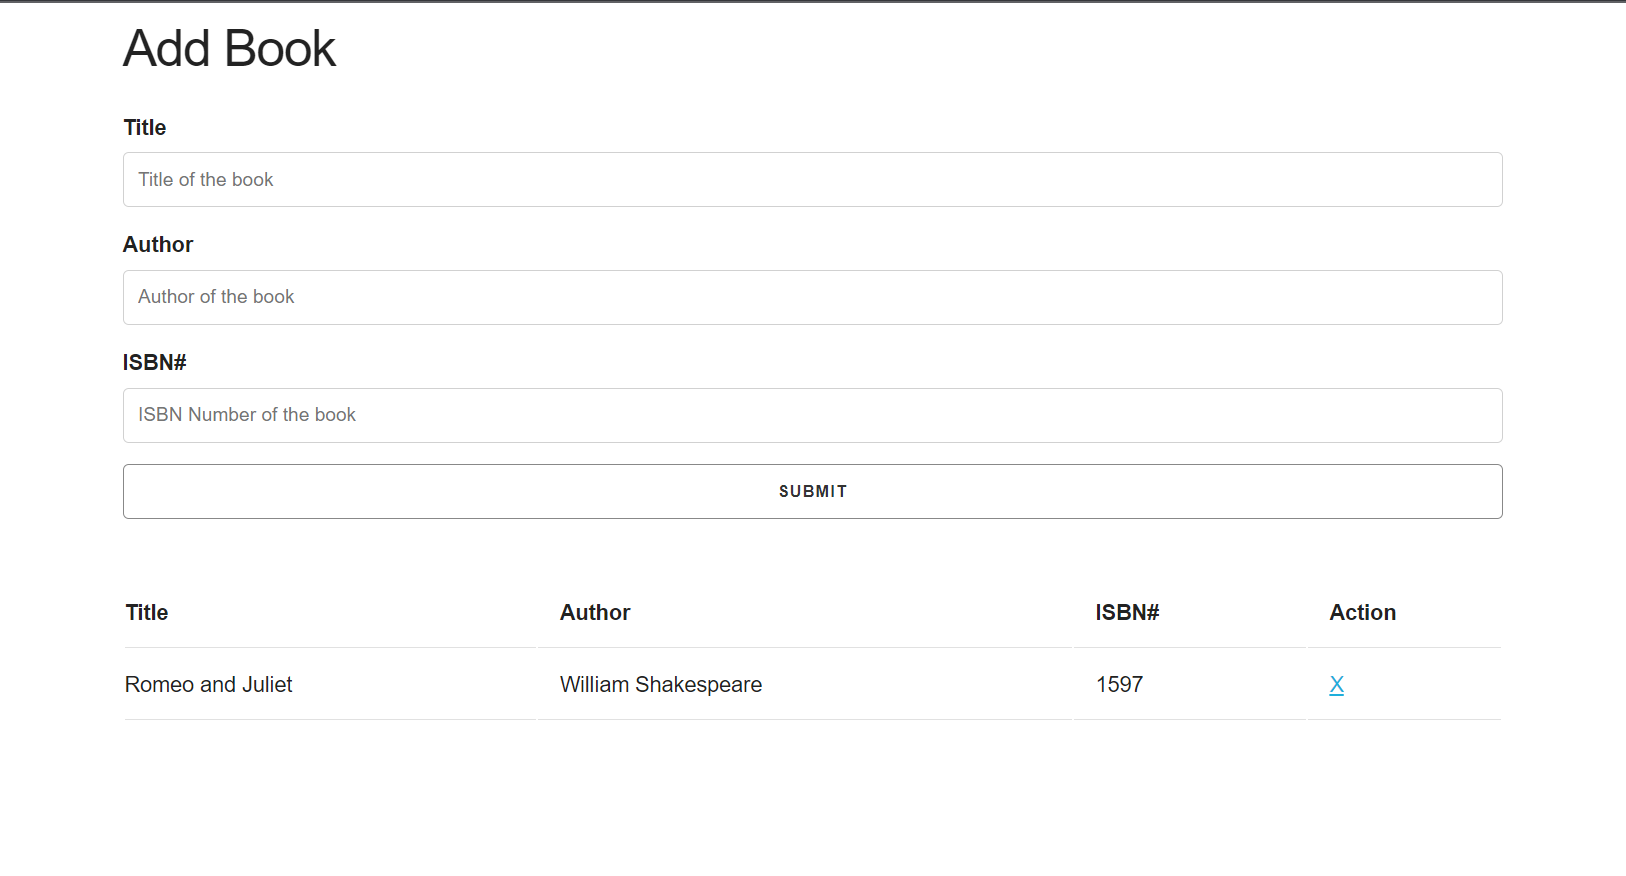 Add Book
Title
Title of the book
Author
Author of the book
ISBN#
ISBN Number of the book
SUBMIT
Title Author ISBN# Action
Romeo and Juliet William Shakespeare 1597 X